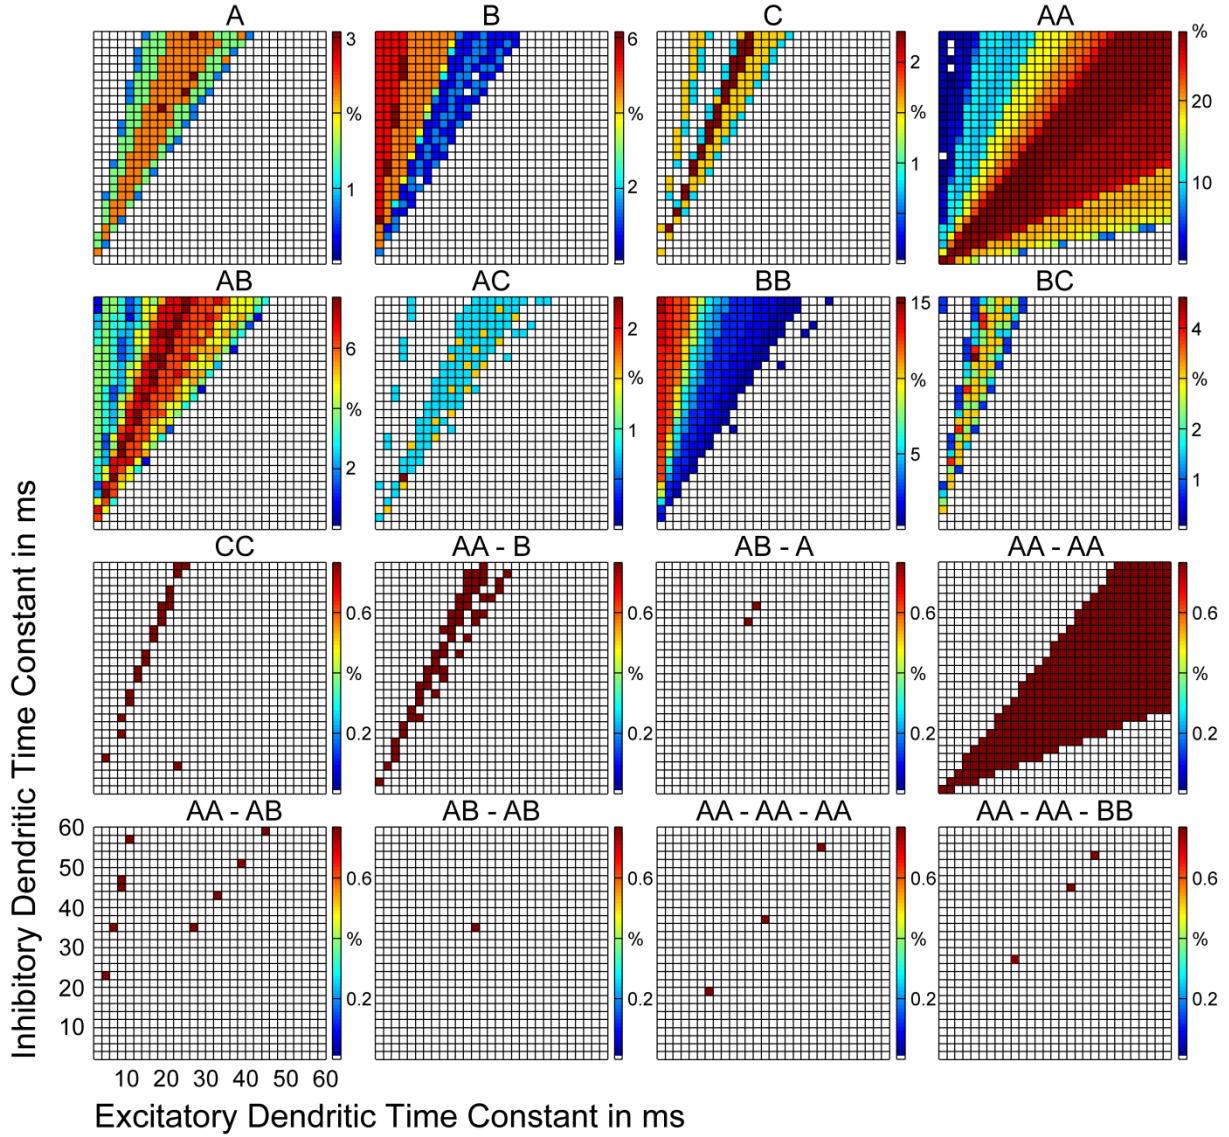 A B C AA
3 % 1
6 % 2
2 % 1
% 20 10
AB AC BB BC
6 % 2
2 % 1
15 % 5
4 % 2 1
CC AA - B AB - A AA - AA
0.6 % 0.2
0.6 % 0.2
0.6 % 0.2
0.6 % 0.2
AA - AB AB - AB AA - AA - AA AA - AA - BB
60
50
40
30
20
10
0.6 % 0.2
0.6 % 0.2
0.6 % 0.2
0.6 % 0.2
10 20 30 40 50 60
Inhibitory Dendritic Time Constant in ms
Excitatory Dendritic Time Constant in ms